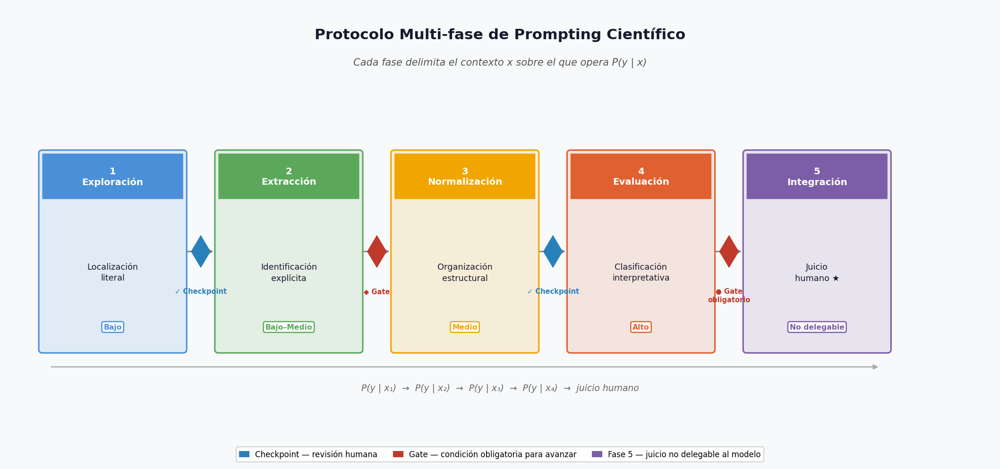 Protocolo Multi-fase de Prompting Científico
Cada fase delimita el contexto x sobre el que opera P(y | x)
1
Exploración
Localización
literal
Bajo
✓ Checkpoint
2
Extracción
Identificación
explícita
Bajo–Medio
◆ Gate
3
Normalización
Organización
estructural
Medio
✓ Checkpoint
4
Evaluación
Clasificación
interpretativa
Alto
● Gate
obligatorio
5
Integración
Juicio
humano ★
No delegable
P(y | x₁) → P(y | x₂) → P(y | x₃) → P(y | x₄) → juicio humano
Checkpoint — revisión humana
Gate — condición obligatoria para avanzar
Fase 5 — juicio no delegable al modelo